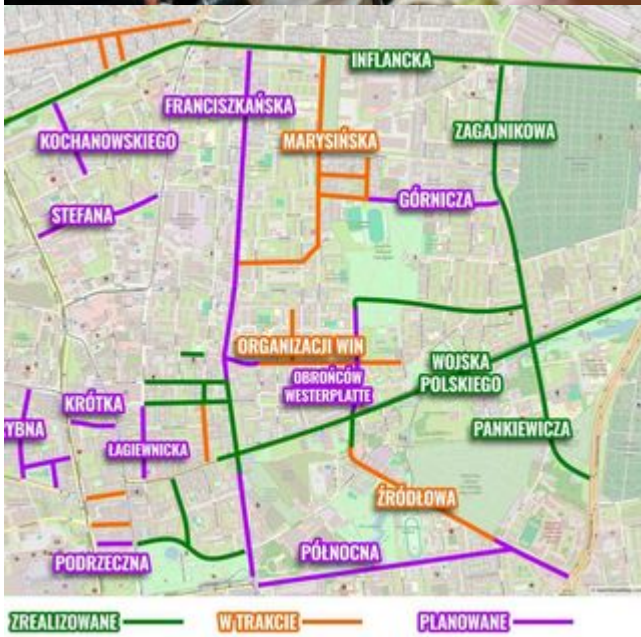 INFLANCKA
FRANCISZKAŃSKA
KOCHANOWSKIEGO
MARYSIŃSKA
ZAGAJNIKOWA
GÓRNICZA
STEFANA
ORGANIZACJI WIN
OBROŃCÓW
WESTERPLATTE
WOJSKA
POLSKIEGO
KRÓTKA
YBNA
ŁAGIEWNICKA
PANKIEWICZA
ŹRÓDŁOWA
PODRZECZNA
PÓŁNOCNA
ZREALIZOWANE
W TRAKCIE
PLANOWANE